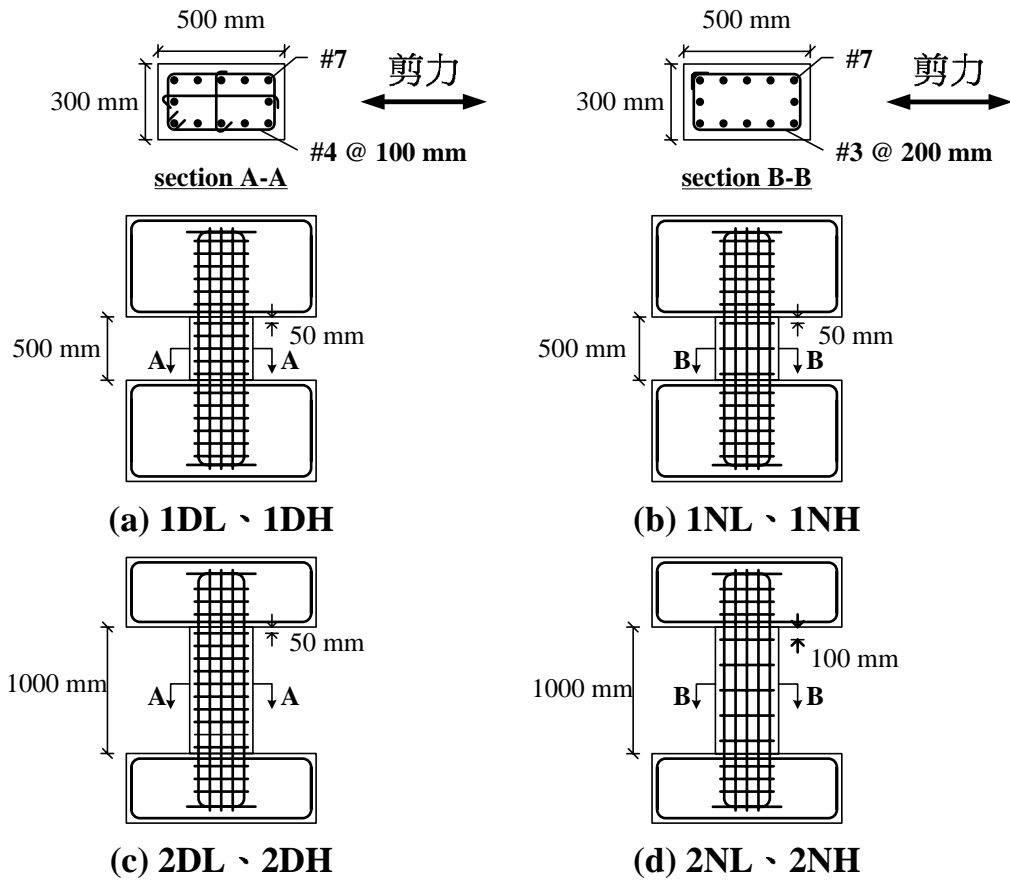 500 mm
#7
剪力
300 mm
#4 @ 100 mm
section A-A
500 mm
#7
剪力
300 mm
#3 @ 200 mm
section B-B
500 mm
50 mm
A
A
(a) 1DL、1DH
500 mm
50 mm
B
B
(b) 1NL、1NH
1000 mm
50 mm
A
A
(c) 2DL、2DH
1000 mm
100 mm
B
B
(d) 2NL、2NH